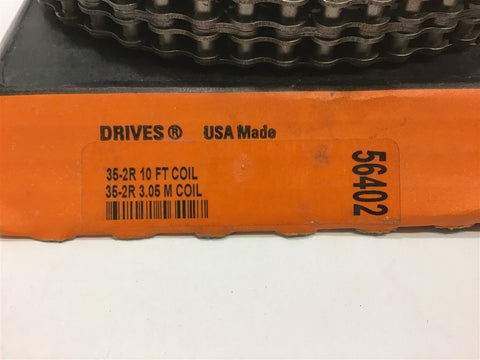 DRIVES® USA Made
35-2R 10 FT COIL
35-2R 3.05 M COIL
56402